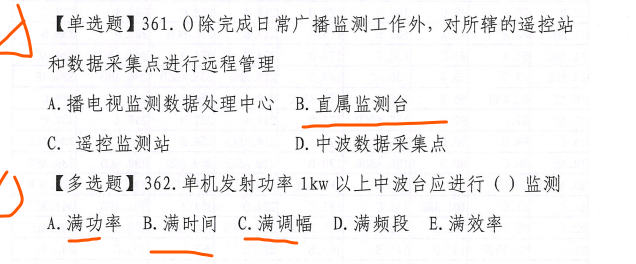 【单选题】361.()除完成日常广播监测工作外，对所辖的遥控站
和数据采集点进行远程管理
A.播电视监测数据处理中心 B.直属监测台
C. 遥控监测站 D.中波数据采集点
【多选题】362.单机发射功率 1kw 以上中波台应进行（ ）监测
A.满功率 B.满时间 C.满调幅 D.满频段 E.满效率